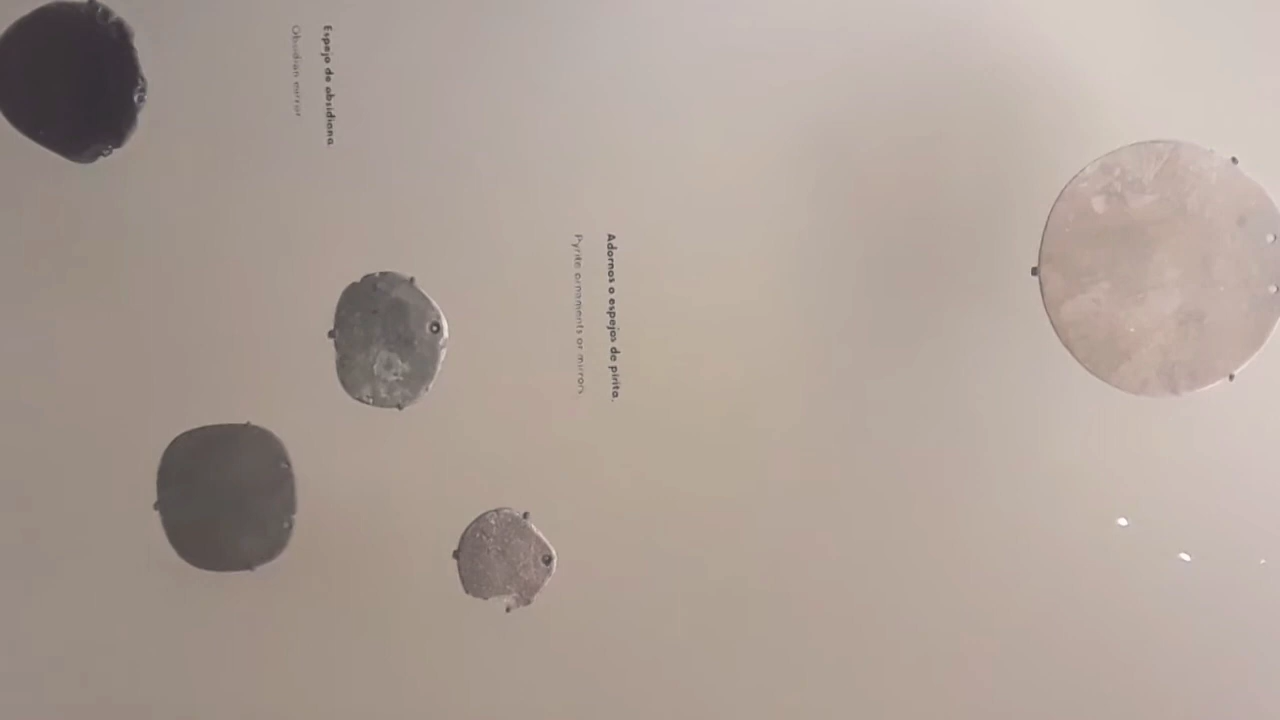 Espejo de obsidiana.
Obsidian mirror
Adornos o espejos de pirita.
Pyrite ornaments or mirrors